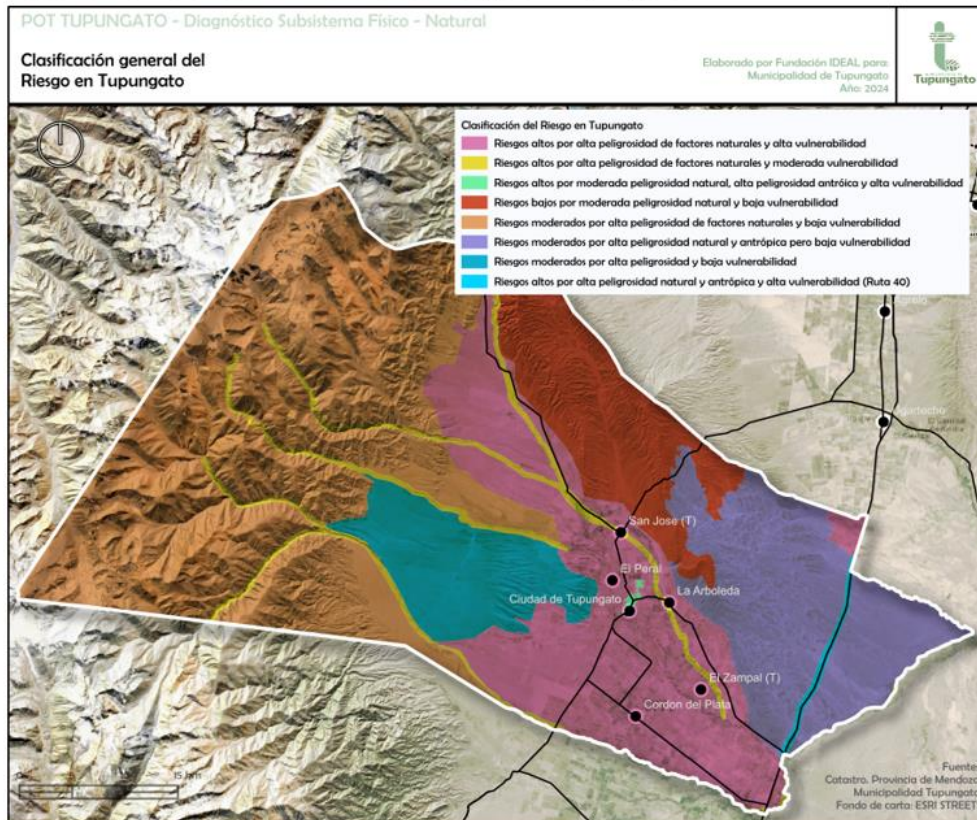 POT TUPUNGATO - Diagnóstico Subsistema Físico - Natural
Clasificación general del
Riesgo en Tupungato
Elaborado por Fundación IDEAL para:
Municipalidad de Tupungato
Año: 2024
Tupungato
Clasificación del Riesgo en Tupungato
Riesgos altos por alta peligrosidad de factores naturales y alta vulnerabilidad
Riesgos altos por alta peligrosidad de factores naturales y moderada vulnerabilidad
Riesgos altos por moderada peligrosidad natural, alta peligrosidad antróica y alta vulnerabilidad
Riesgos bajos por moderada peligrosidad natural y baja vulnerabilidad
Riesgos moderados por alta peligrosidad de factores naturales y baja vulnerabilidad
Riesgos moderados por alta peligrosidad natural y antrópica pero baja vulnerabilidad
Riesgos moderados por alta peligrosidad y baja vulnerabilidad
Riesgos altos por alta peligrosidad natural y antrópica y alta vulnerabilidad (Ruta 40)
Ugarteche
San Jose (T)
El Peral
Ciudad de Tupungato
La Arboleda
El Zampal (T)
Cordon del Plata
15 km
Fuente
Catastro. Provincia de Mendoza
Municipalidad Tupungato
Fondo de carta: ESRI STREET